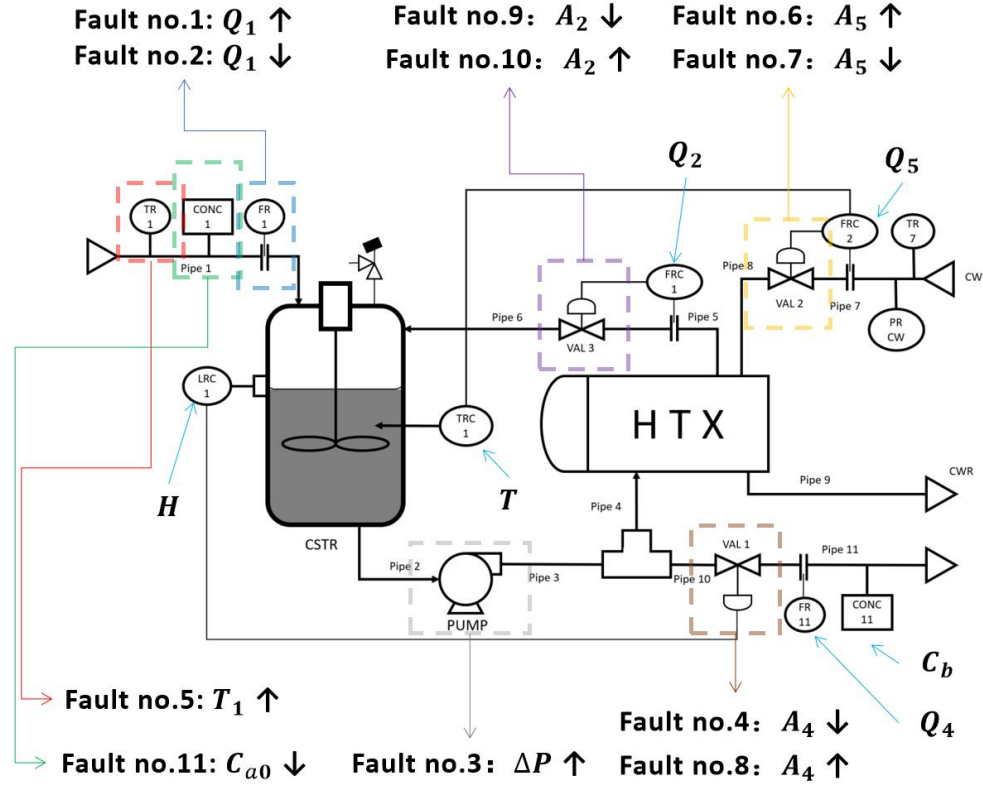 Fault no.1: Q₁ ↑
Fault no.2: Q₁ ↓
Fault no.9: A₂ ↓
Fault no.10: A₂ ↑
Fault no.6: A₅ ↑
Fault no.7: A₅ ↓
Q₂
Q₅
TR 1
CONC 1
FR 1
FRC 2
TR 7
Pipe 1
FRC 1
Pipe 8
CW
VAL 2
Pipe 7
Pipe 6
Pipe 5
PR CW
VAL 3
LRC 1
HTX
TRC 1
H
T
Pipe 9
CWR
Pipe 4
CSTR
VAL 1
Pipe 11
Pipe 2
Pipe 3
Pipe 10
PUMP
FR 11
CONC 11
C_b
Q₄
Fault no.5: T₁ ↑
Fault no.4: A₄ ↓
Fault no.11: C_a0 ↓
Fault no.3: ΔP ↑
Fault no.8: A₄ ↑